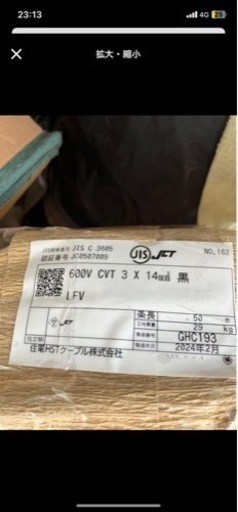 23:13
4G 25
拡大・縮小
JIS C 3605
認証番号 JC0507009
JIS JET
NO.162
600V CVT 3 X 14㎟ 黒
LFV
JET
条長 50 m
29 kg
GHC193
2024年2月
住電HSTケーブル株式会社